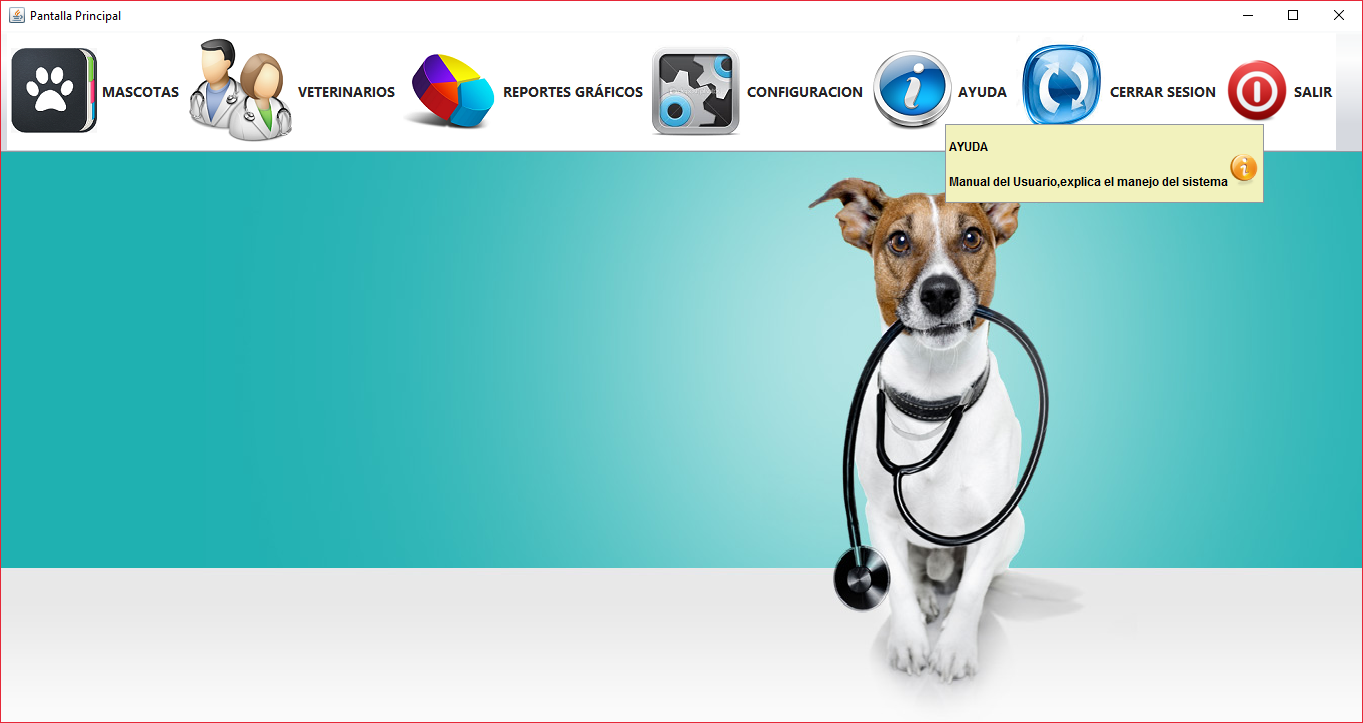 Pantalla Principal
MASCOTAS VETERINARIOS REPORTES GRÁFICOS CONFIGURACION AYUDA CERRAR SESION SALIR
AYUDA
Manual del Usuario,explica el manejo del sistema